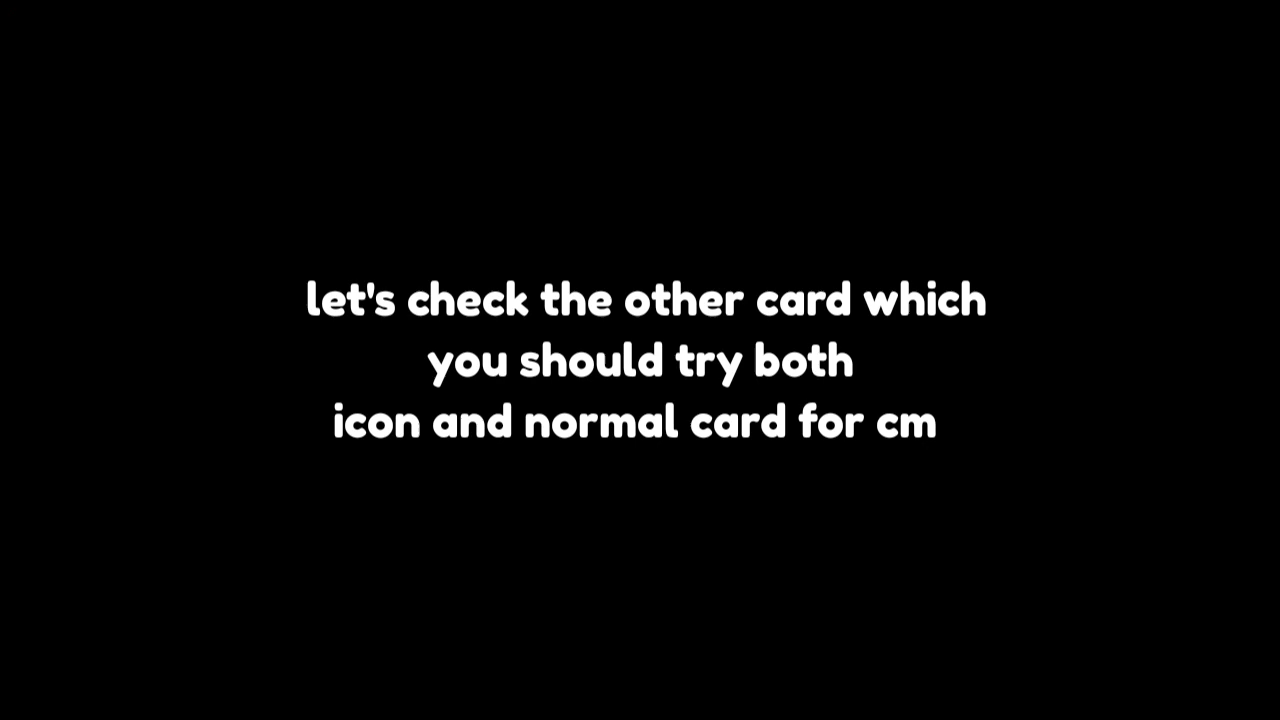 let's check the other card which
you should try both
icon and normal card for cm